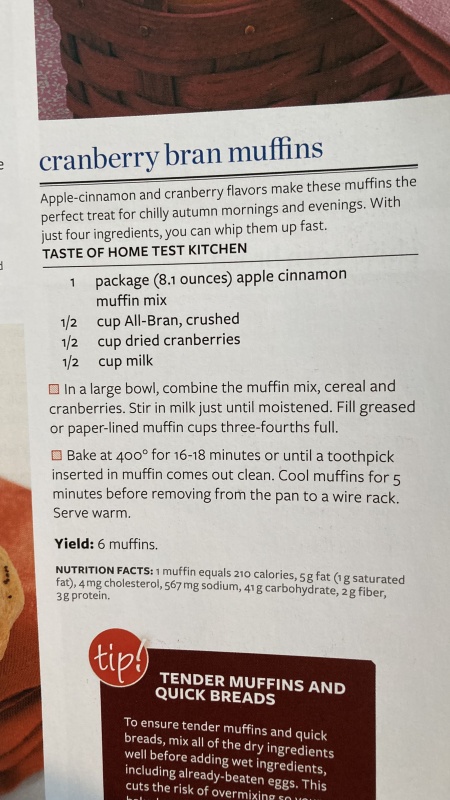 cranberry bran muffins
Apple-cinnamon and cranberry flavors make these muffins the
perfect treat for chilly autumn mornings and evenings. With
just four ingredients, you can whip them up fast.
TASTE OF HOME TEST KITCHEN
1 package (8.1 ounces) apple cinnamon
muffin mix
1/2 cup All-Bran, crushed
1/2 cup dried cranberries
1/2 cup milk
In a large bowl, combine the muffin mix, cereal and
cranberries. Stir in milk just until moistened. Fill greased
or paper-lined muffin cups three-fourths full.
Bake at 400° for 16-18 minutes or until a toothpick
inserted in muffin comes out clean. Cool muffins for 5
minutes before removing from the pan to a wire rack.
Serve warm.
Yield: 6 muffins.
NUTRITION FACTS: 1 muffin equals 210 calories, 5 g fat (1 g saturated
fat), 4 mg cholesterol, 567 mg sodium, 41 g carbohydrate, 2 g fiber,
3 g protein.
tip!
TENDER MUFFINS AND
QUICK BREADS
To ensure tender muffins and quick
breads, mix all of the dry ingredients
well before adding wet ingredients,
including already-beaten eggs. This
cuts the risk of overmixing so